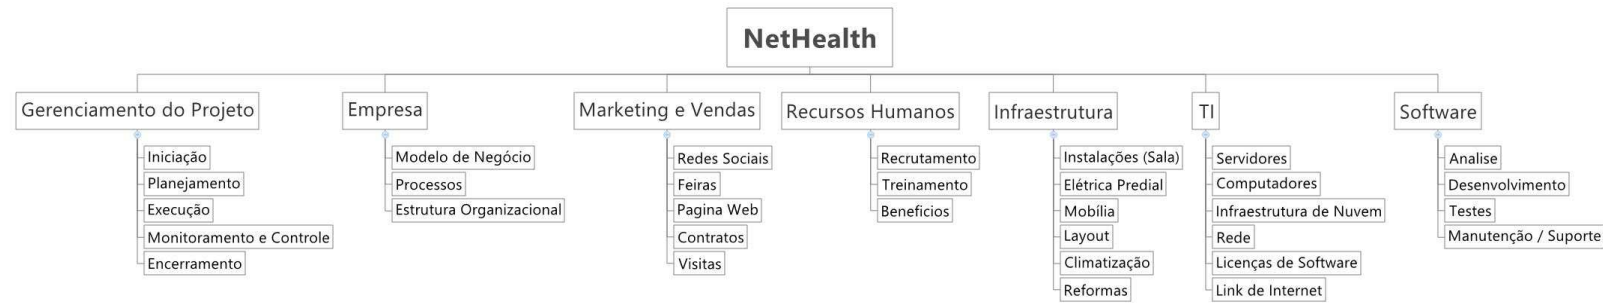 NetHealth
Gerenciamento do Projeto
Iniciação
Planejamento
Execução
Monitoramento e Controle
Encerramento
Empresa
Modelo de Negócio
Processos
Estrutura Organizacional
Marketing e Vendas
Redes Sociais
Feiras
Pagina Web
Contratos
Visitas
Recursos Humanos
Recrutamento
Treinamento
Beneficios
Infraestrutura
Instalações (Sala)
Elétrica Predial
Mobília
Layout
Climatização
Reformas
TI
Servidores
Computadores
Infraestrutura de Nuvem
Rede
Licenças de Software
Link de Internet
Software
Analise
Desenvolvimento
Testes
Manutenção / Suporte